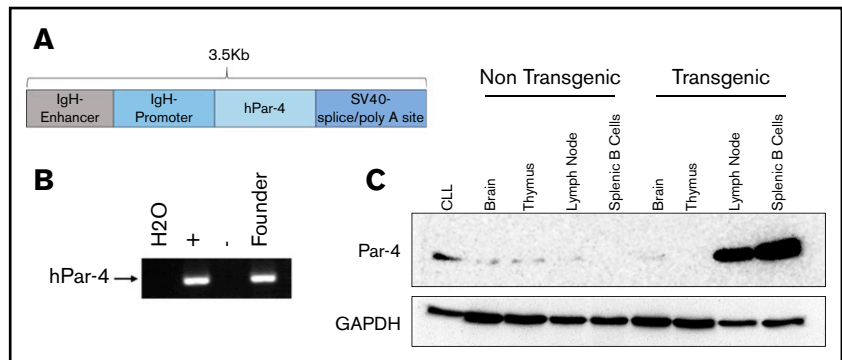 A
3.5Kb
IgH-
Enhancer
IgH-
Promoter
hPar-4
SV40-
splice/poly A site
B
H2O
+
-
Founder
hPar-4
C
Non Transgenic
Transgenic
CLL
Brain
Thymus
Lymph Node
Splenic B Cells
Brain
Thymus
Lymph Node
Splenic B Cells
Par-4
GAPDH